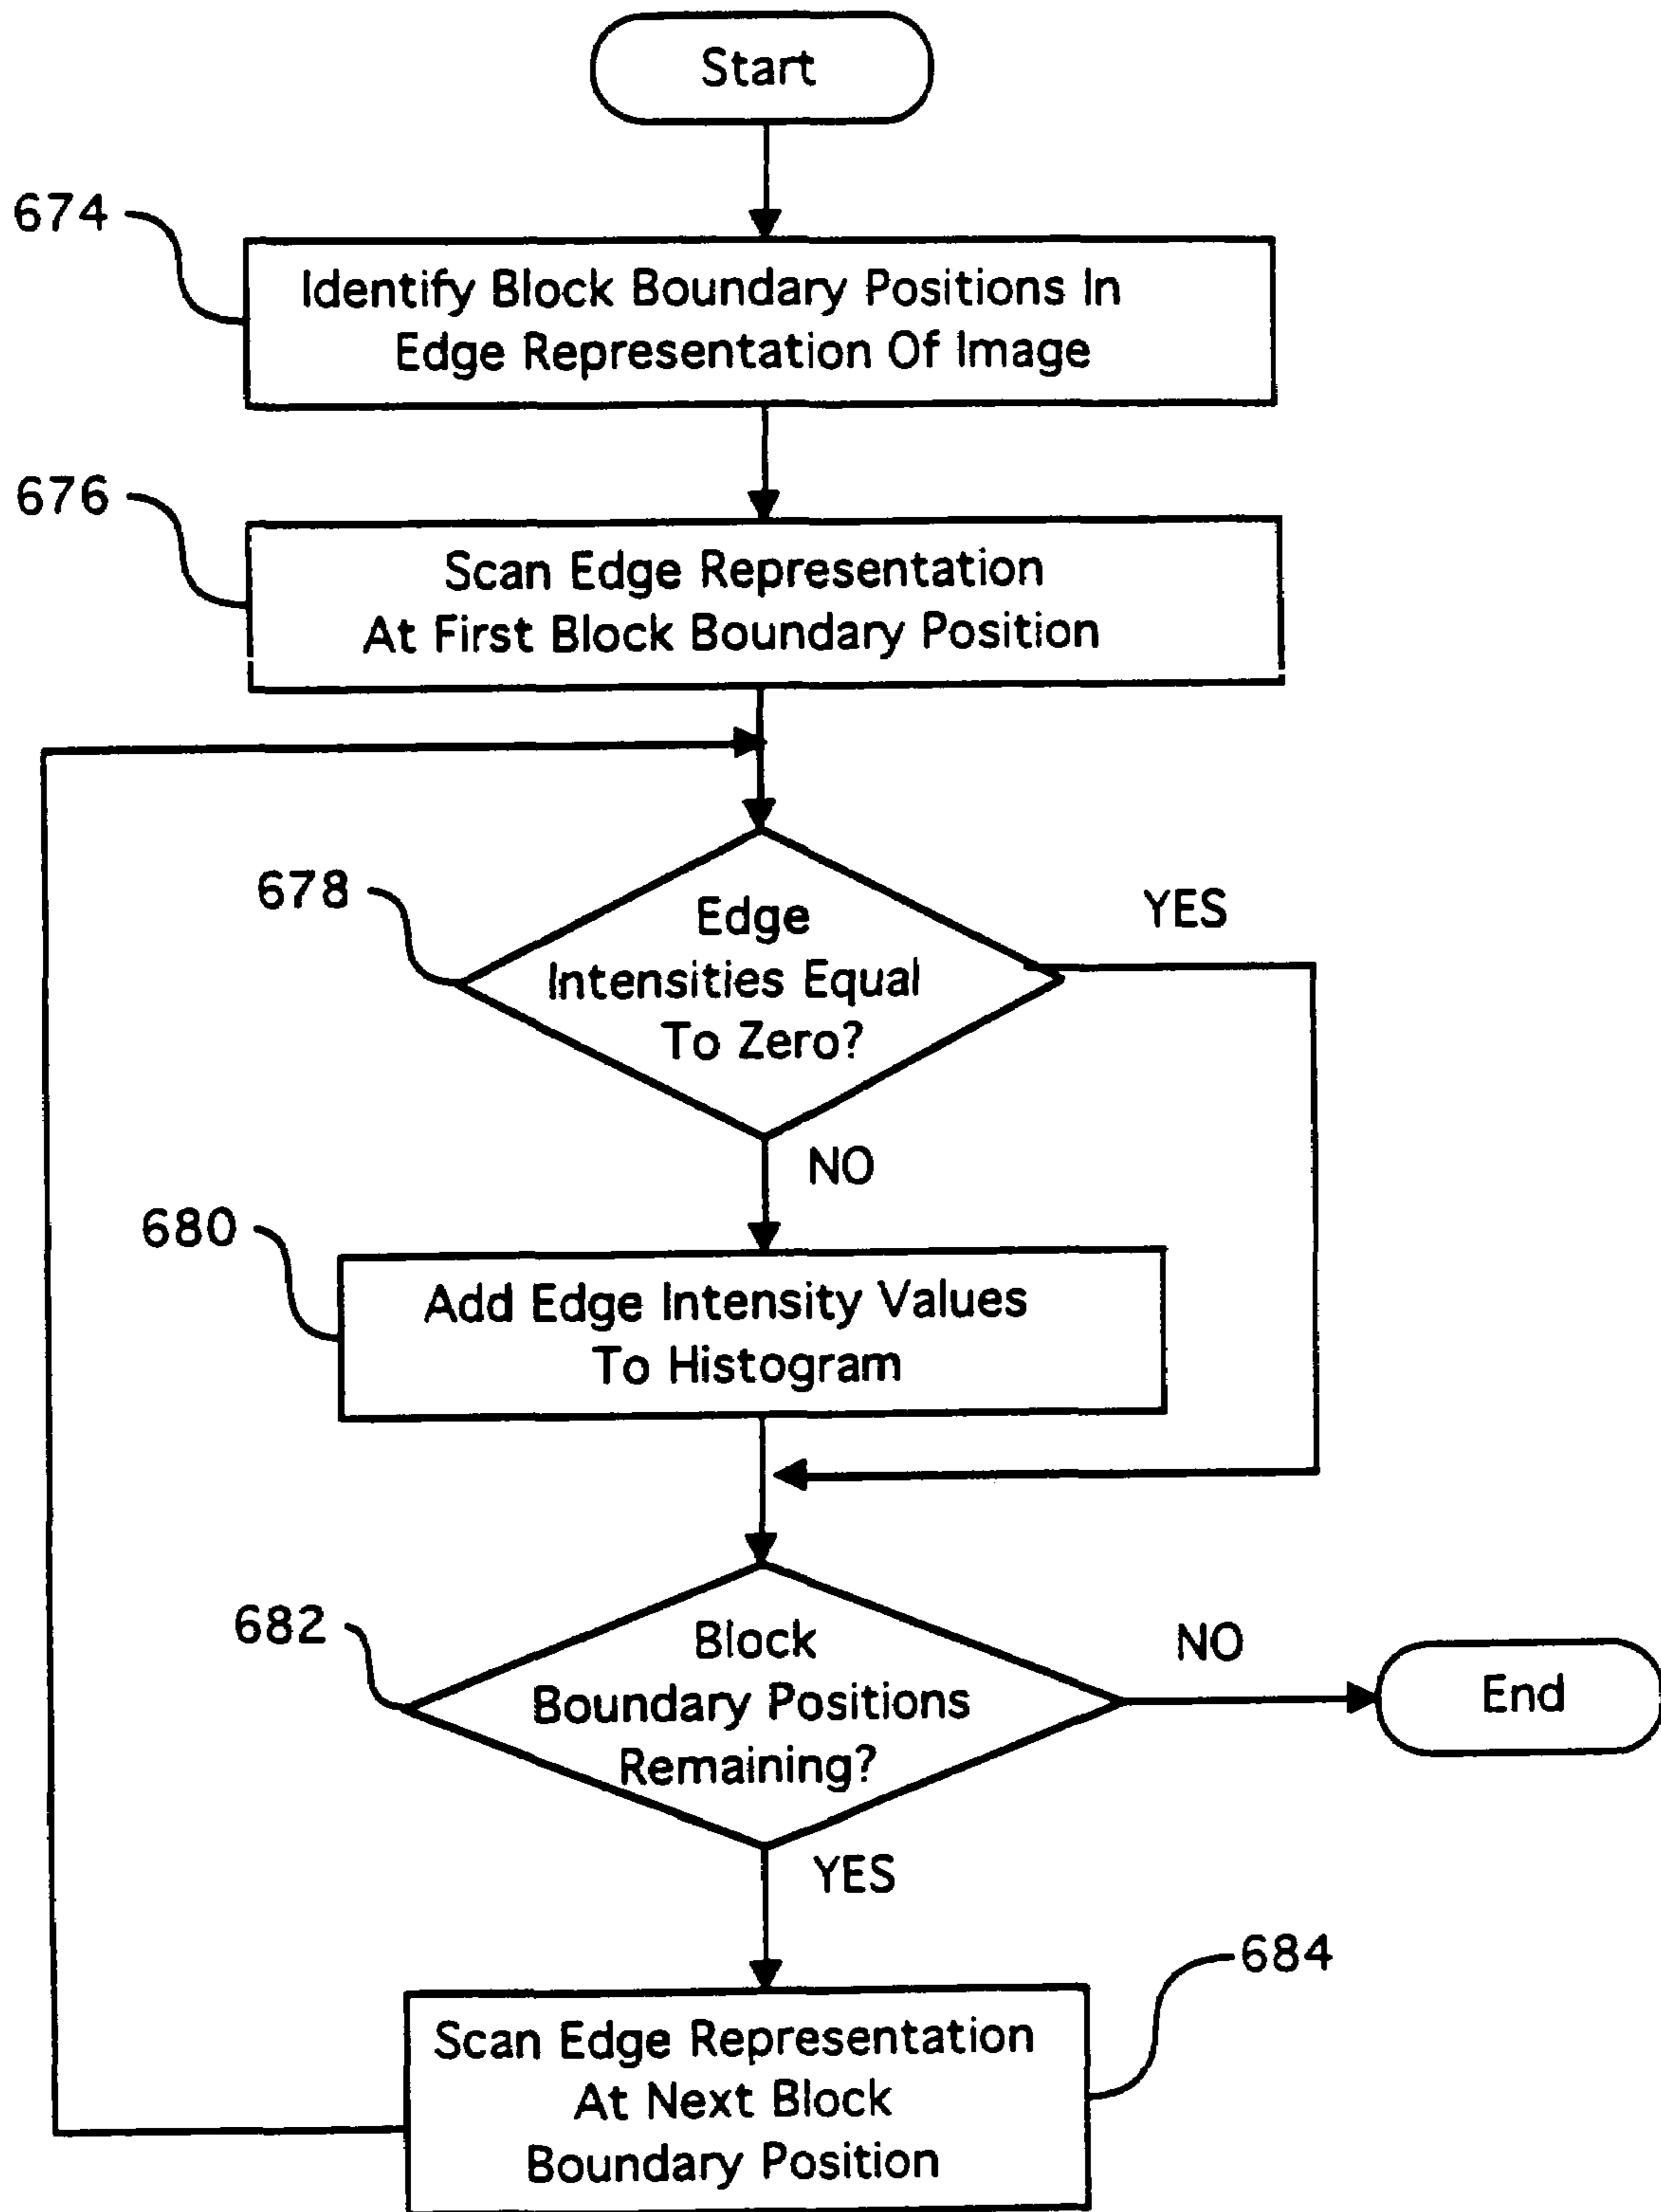 Start
674
Identify Block Boundary Positions In
Edge Representation Of Image
676
Scan Edge Representation
At First Block Boundary Position
678
Edge
Intensities Equal
To Zero?
YES
NO
680
Add Edge Intensity Values
To Histogram
682
Block
Boundary Positions
Remaining?
NO
End
YES
684
Scan Edge Representation
At Next Block
Boundary Position